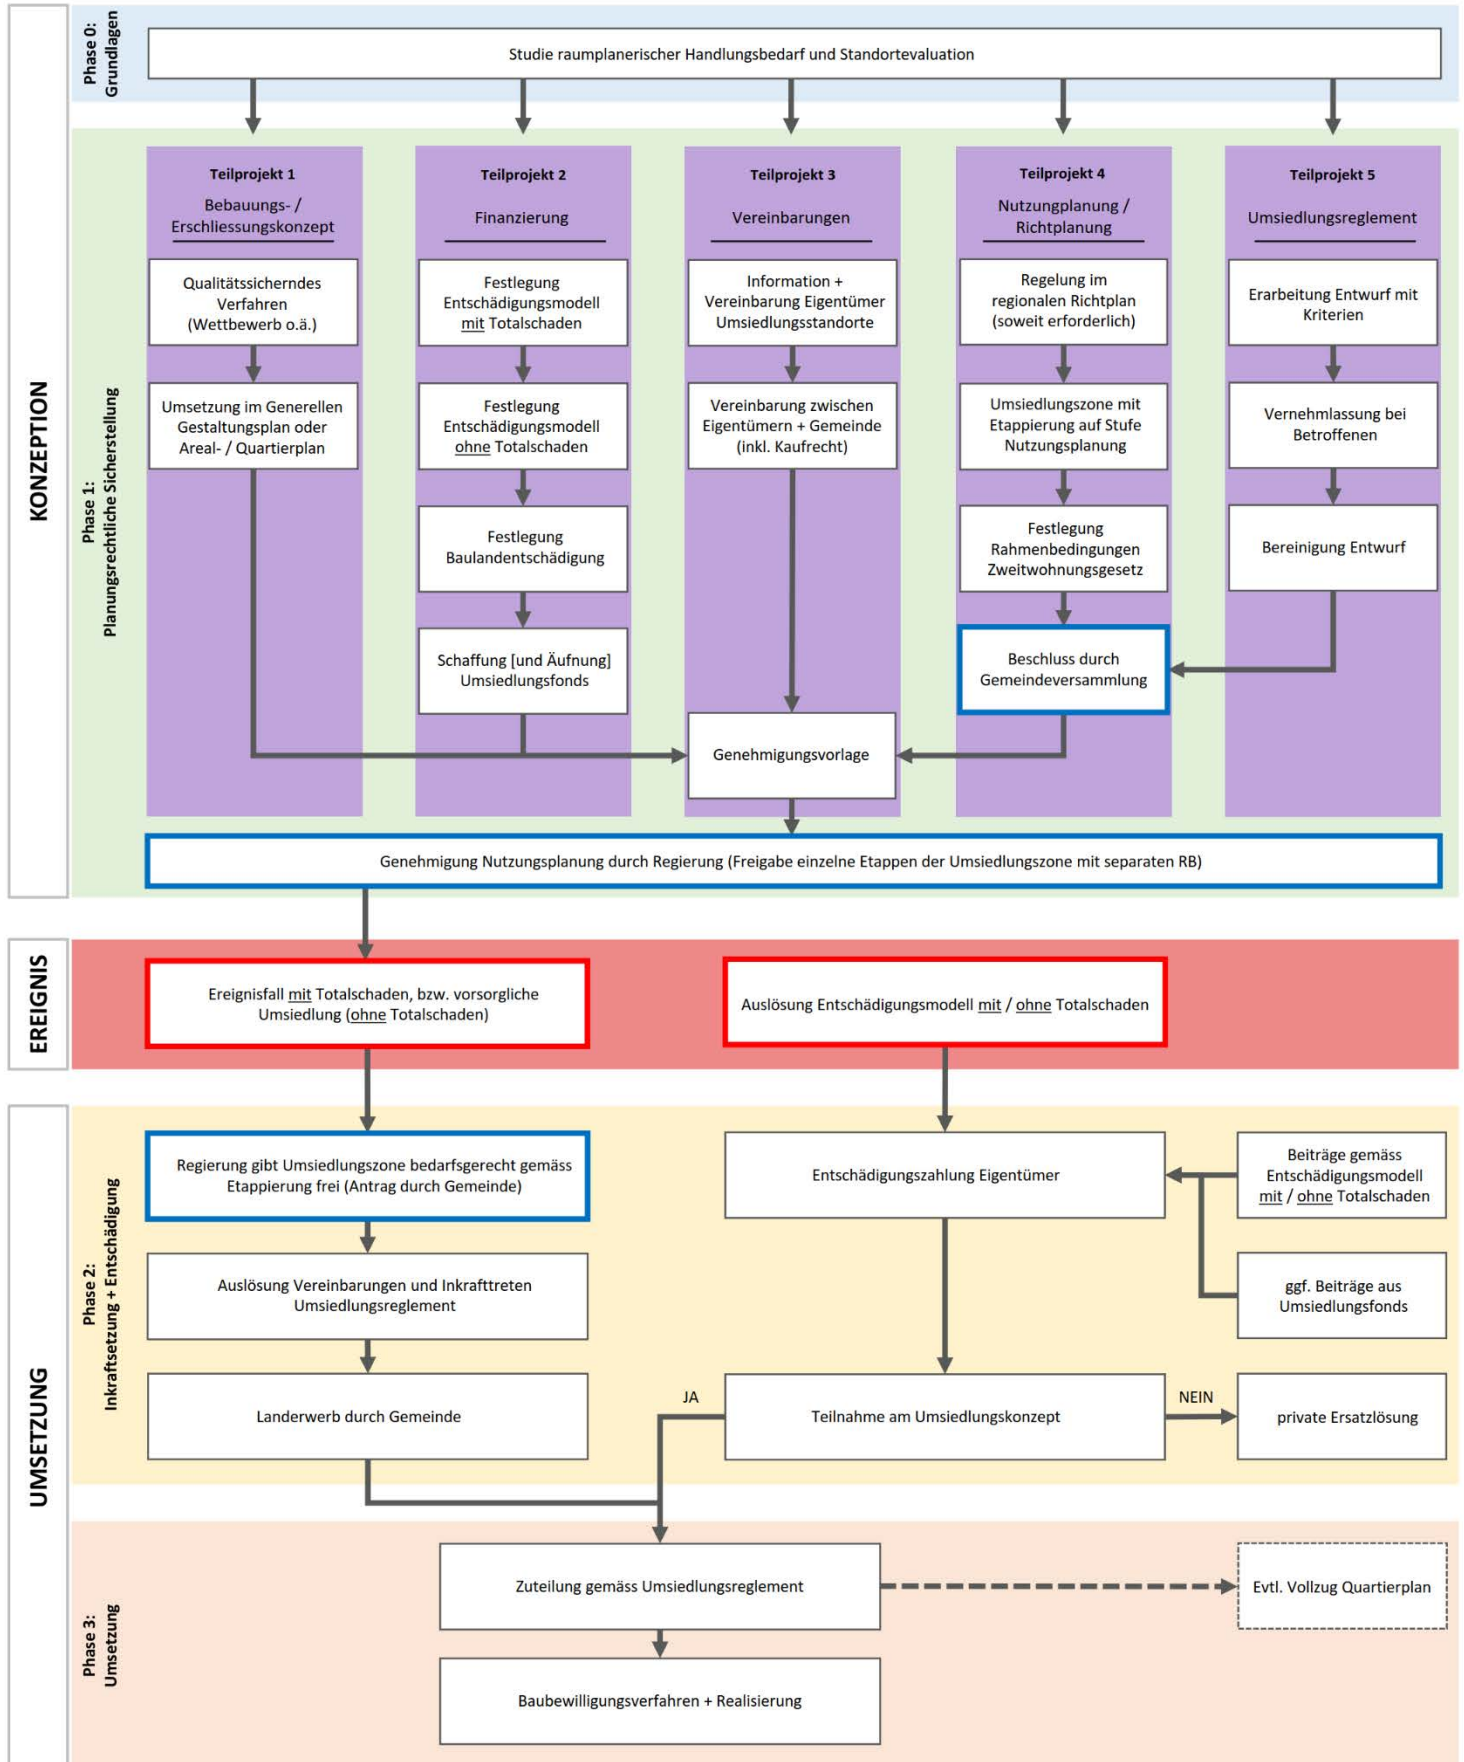 KONZEPTION
Phase 0:
Grundlagen
Studie raumplanerischer Handlungsbedarf und Standortevaluation
Phase 1:
Planungsrechtliche Sicherstellung
Teilprojekt 1
Bebauungs- /
Erschliessungskonzept
Qualitätssicherndes
Verfahren
(Wettbewerb o.ä.)
Umsetzung im Generellen
Gestaltungsplan oder
Areal- / Quartierplan
Teilprojekt 2
Finanzierung
Festlegung
Entschädigungsmodell
mit Totalschaden
Festlegung
Entschädigungsmodell
ohne Totalschaden
Festlegung
Baulandentschädigung
Schaffung [und Äufnung]
Umsiedlungsfonds
Teilprojekt 3
Vereinbarungen
Information +
Vereinbarung Eigentümer
Umsiedlungsstandorte
Vereinbarung zwischen
Eigentümern + Gemeinde
(inkl. Kaufrecht)
Genehmigungsvorlage
Teilprojekt 4
Nutzungplanung /
Richtplanung
Regelung im
regionalen Richtplan
(soweit erforderlich)
Umsiedlungszone mit
Etappierung auf Stufe
Nutzungsplanung
Festlegung
Rahmenbedingungen
Zweitwohnungsgesetz
Beschluss durch
Gemeindeversammlung
Teilprojekt 5
Umsiedlungsreglement
Erarbeitung Entwurf mit
Kriterien
Vernehmlassung bei
Betroffenen
Bereinigung Entwurf
Genehmigung Nutzungsplanung durch Regierung (Freigabe einzelne Etappen der Umsiedlungszone mit separaten RB)
EREIGNIS
Ereignisfall mit Totalschaden, bzw. vorsorgliche
Umsiedlung (ohne Totalschaden)
Auslösung Entschädigungsmodell mit / ohne Totalschaden
UMSETZUNG
Phase 2:
Inkraftsetzung + Entschädigung
Regierung gibt Umsiedlungszone bedarfsgerecht gemäss
Etappierung frei (Antrag durch Gemeinde)
Auslösung Vereinbarungen und Inkrafttreten
Umsiedlungsreglement
Landerwerb durch Gemeinde
Entschädigungszahlung Eigentümer
Beiträge gemäss
Entschädigungsmodell
mit / ohne Totalschaden
ggf. Beiträge aus
Umsiedlungsfonds
JA
Teilnahme am Umsiedlungskonzept
NEIN
private Ersatzlösung
Phase 3:
Umsetzung
Zuteilung gemäss Umsiedlungsreglement
Evtl. Vollzug Quartierplan
Baubewilligungsverfahren + Realisierung